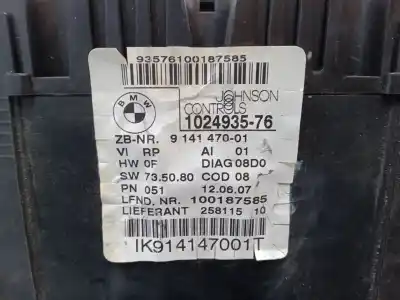 93576100187585
BMW
JOHNSON
CONTROLS
1024935-76
ZB-NR. 9 141 470-01
VI RP AI 01
HW 0F DIAG 08D0
SW 73.50.80 COD 08
PN 051 12.06.07
LFND. NR. 100187585
LIEFERANT 258115 10
IK914147001T